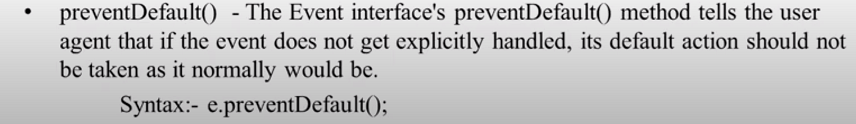 • preventDefault() - The Event interface's preventDefault() method tells the user
agent that if the event does not get explicitly handled, its default action should not
be taken as it normally would be.
Syntax:- e.preventDefault();